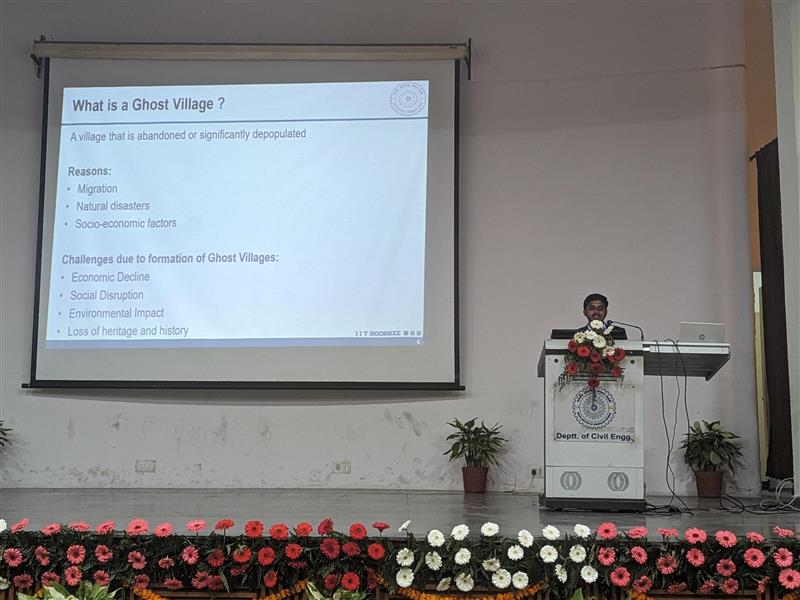 What is a Ghost Village ?
A village that is abandoned or significantly depopulated
Reasons:
• Migration
• Natural disasters
• Socio-economic factors
Challenges due to formation of Ghost Villages:
• Economic Decline
• Social Disruption
• Environmental Impact
• Loss of heritage and history
IIT ROORKEE
Deptt. of Civil Engg.